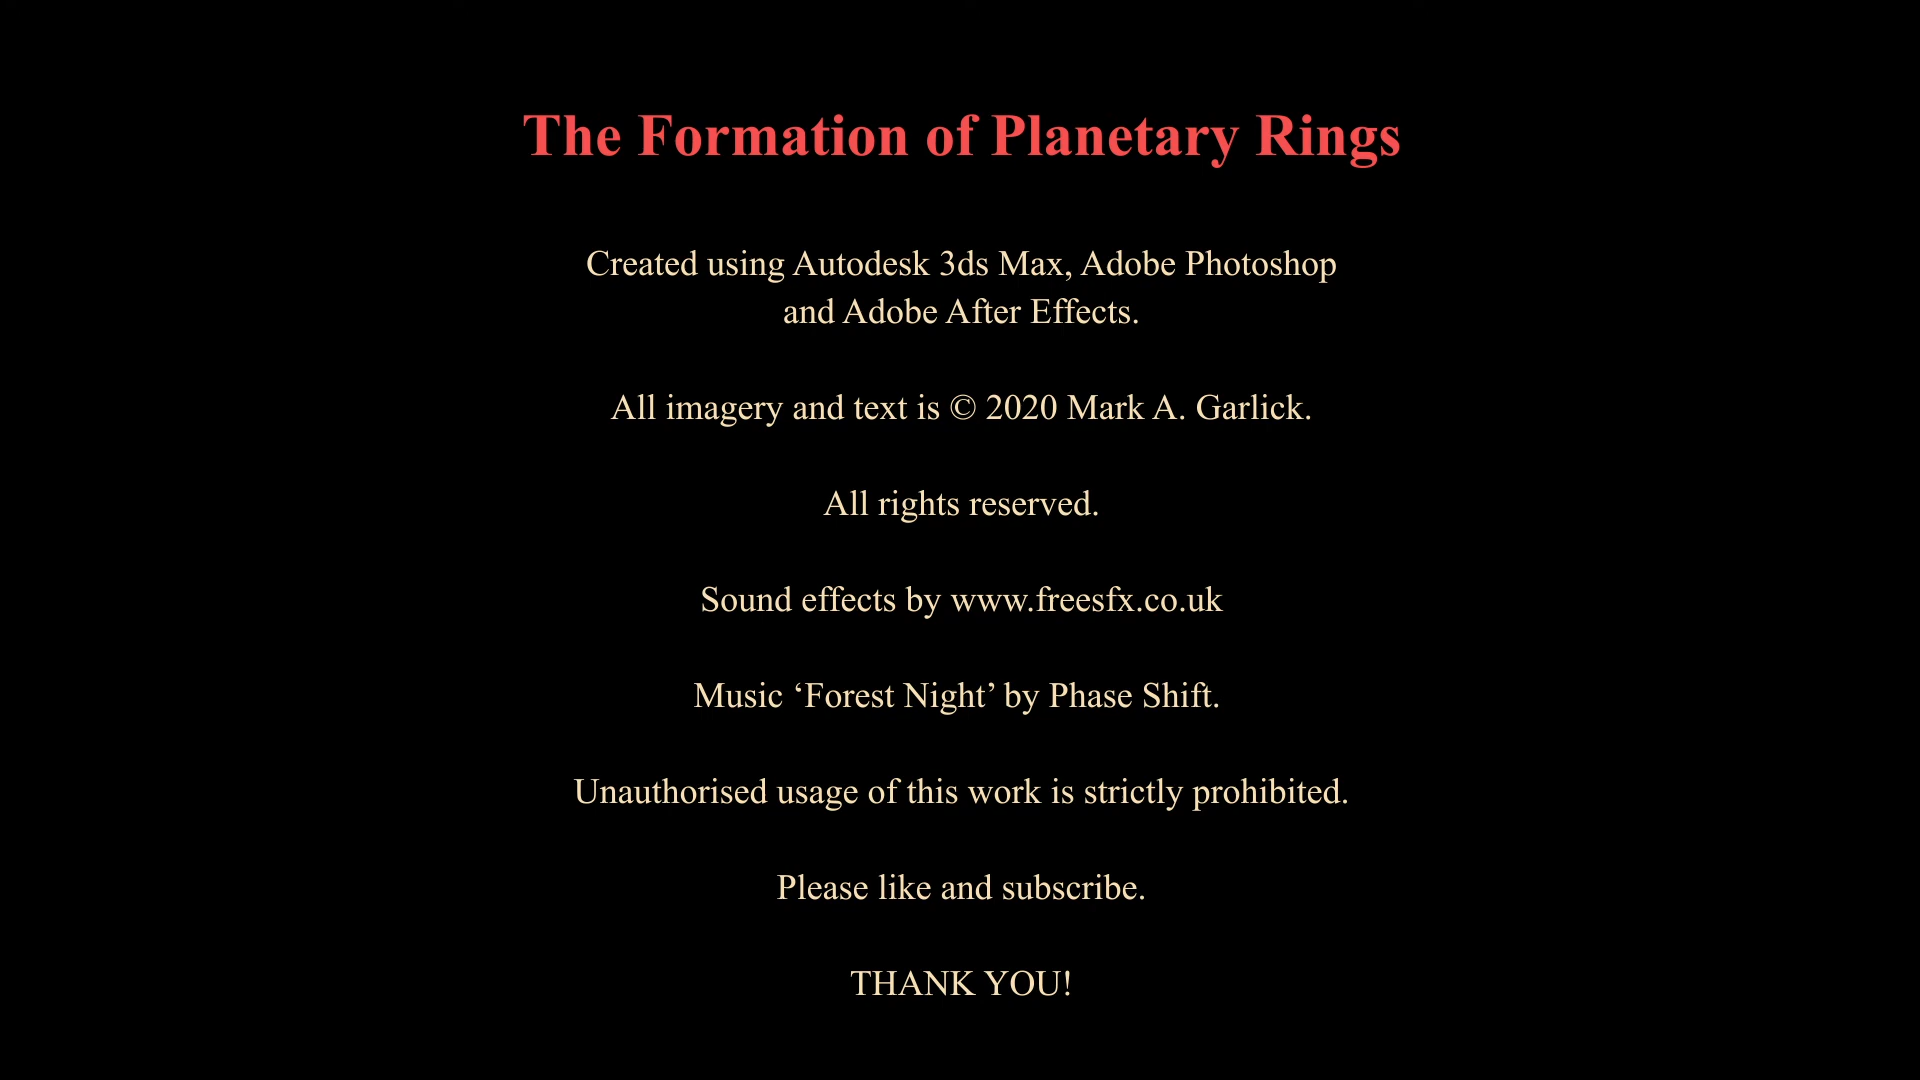 The Formation of Planetary Rings
Created using Autodesk 3ds Max, Adobe Photoshop
and Adobe After Effects.
All imagery and text is © 2020 Mark A. Garlick.
All rights reserved.
Sound effects by www.freesfx.co.uk
Music ‘Forest Night’ by Phase Shift.
Unauthorised usage of this work is strictly prohibited.
Please like and subscribe.
THANK YOU!